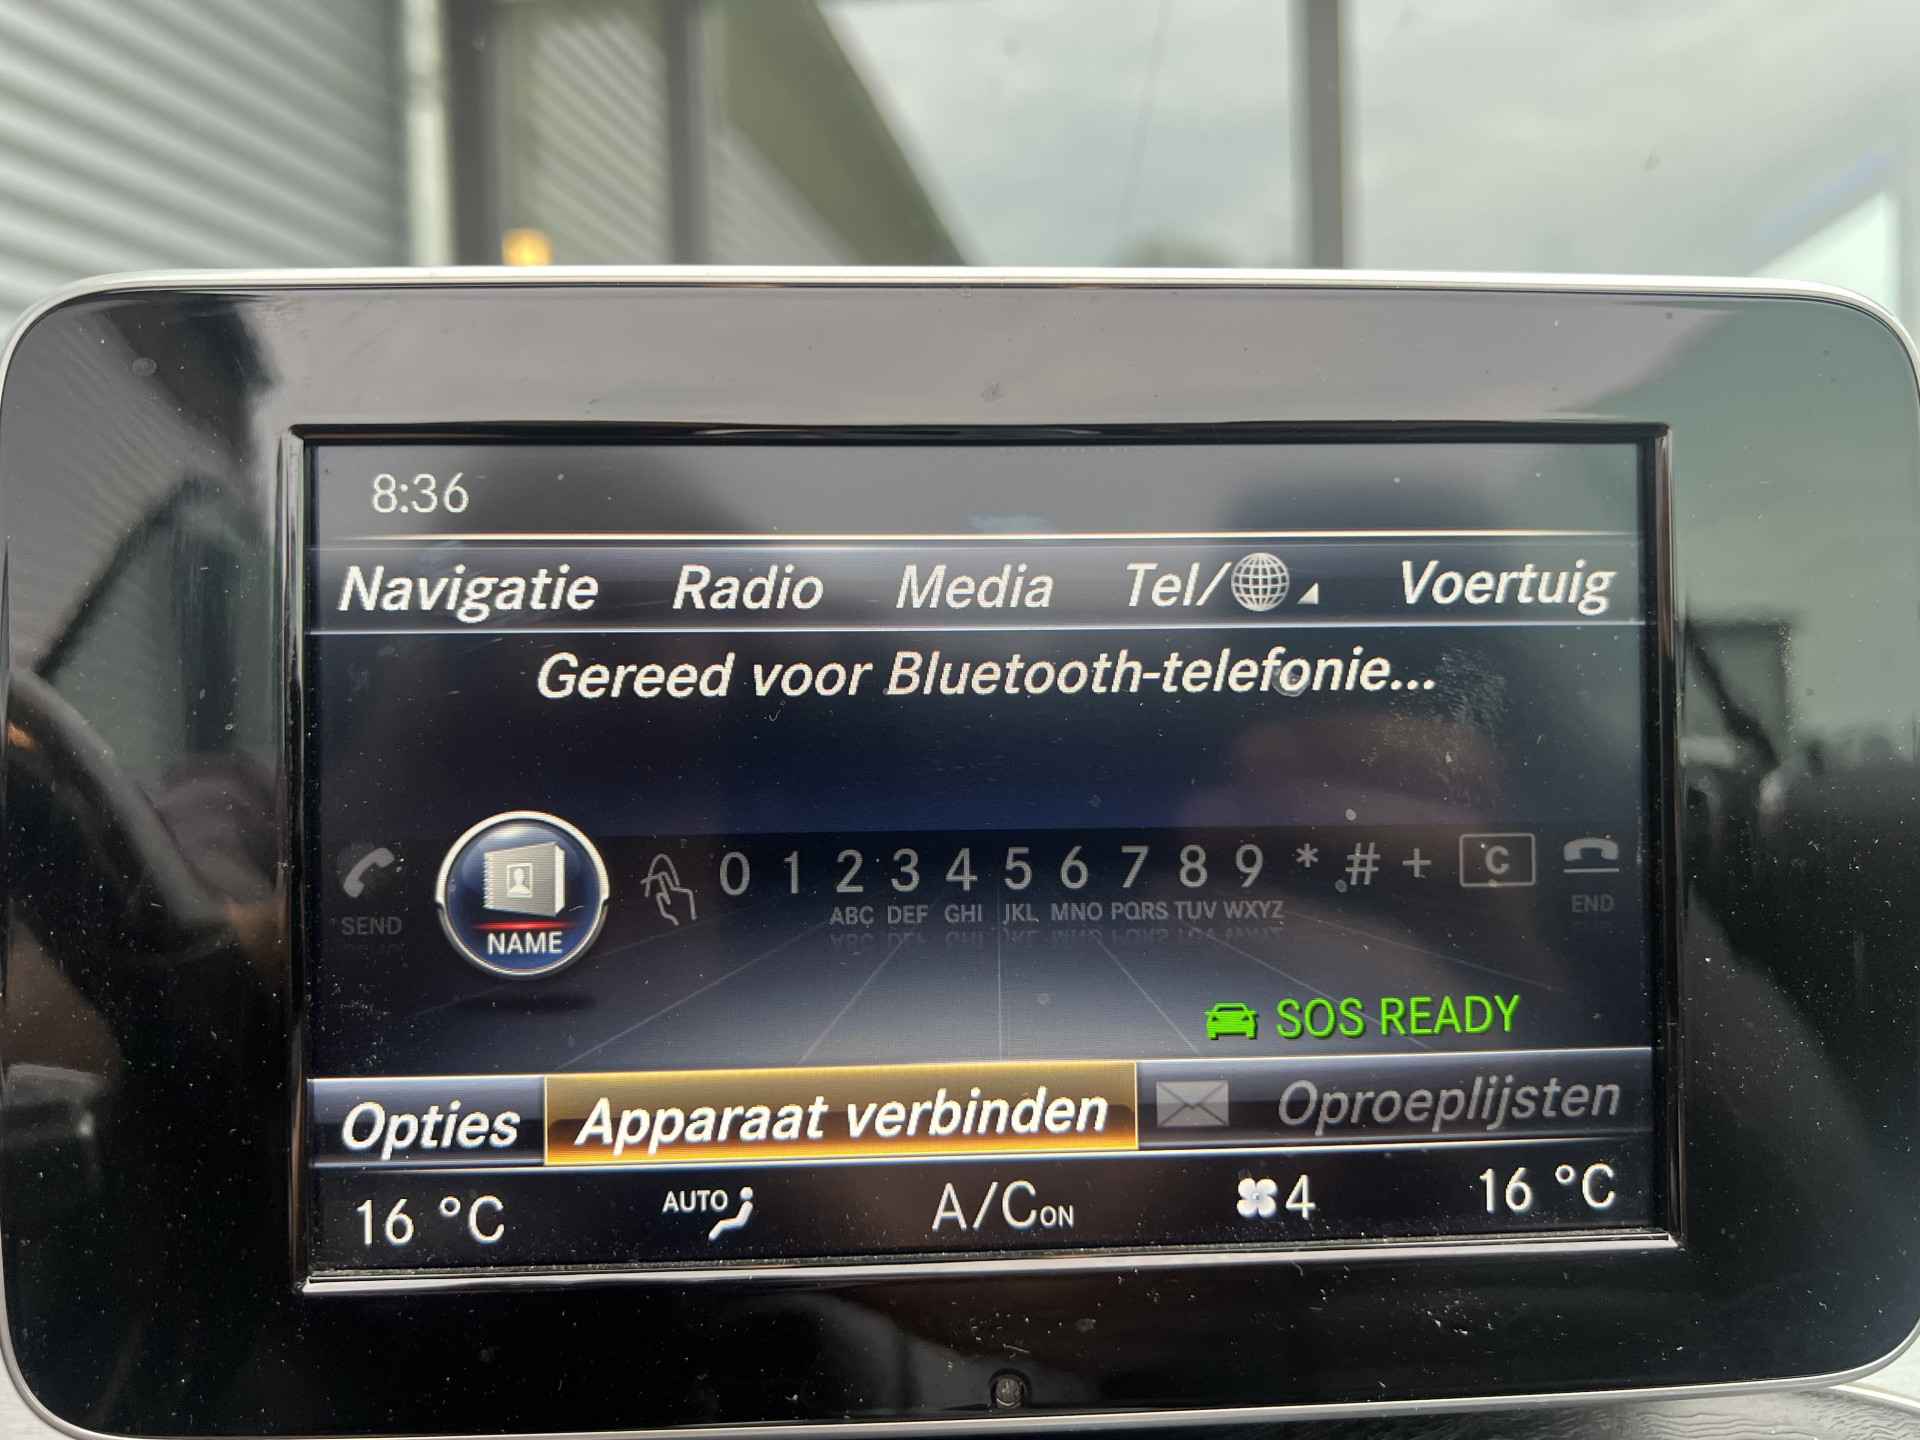 8:36
Navigatie Radio Media Tel/ Voertuig
Gereed voor Bluetooth-telefonie...
0 1 2 3 4 5 6 7 8 9 * # + C
SEND NAME ABC DEF GHI JKL MNO PQRS TUV WXYZ END
SOS READY
Opties Apparaat verbinden Oproeplijsten
16 °C AUTO A/C ON 4 16 °C